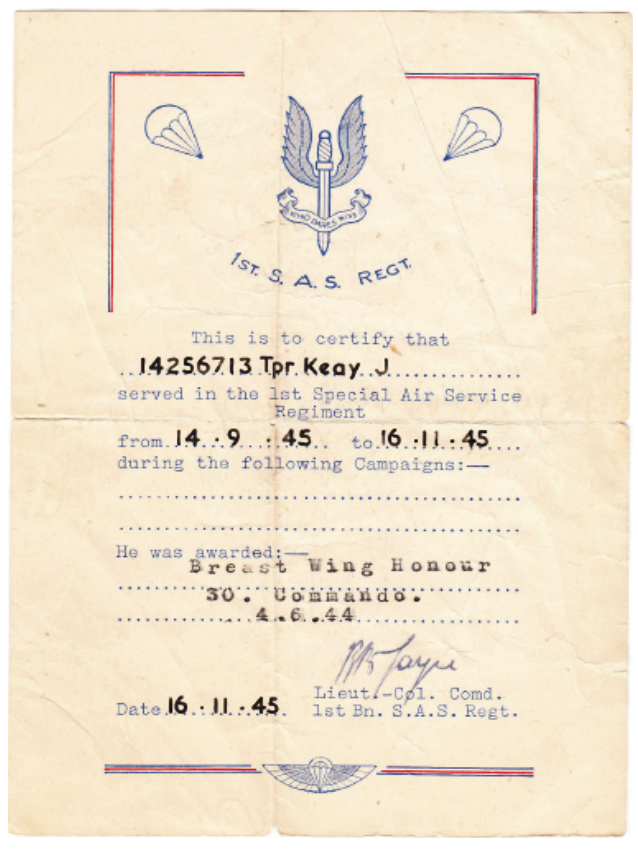 WHO DARES WINS
1ST. S. A. S. REGT.
This is to certify that
14256713 Tpr. Keay J
served in the 1st Special Air Service
Regiment
from 14 . 9 . 45 to 16 . 11 . 45
during the following Campaigns:—
He was awarded:—
Breast Wing Honour
30. Commando.
4.6.44
Lieut.-Col. Comd.
Date 16 . 11 . 45. 1st Bn. S.A.S. Regt.